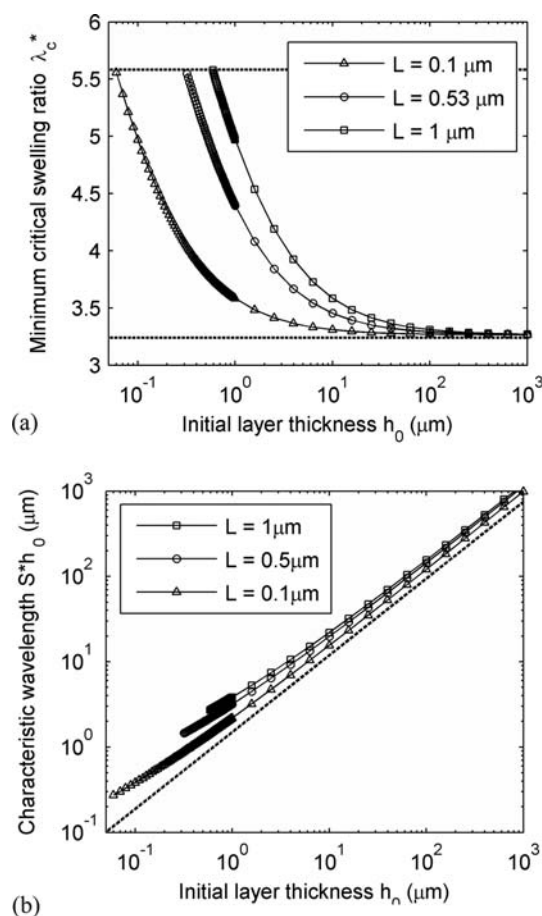 6
5.5
5
4.5
4
3.5
3
Minimum critical swelling ratio λc*
L = 0.1 μm
L = 0.53 μm
L = 1 μm
10^-1 10^0 10^1 10^2 10^3
Initial layer thickness h0 (μm)
(a)
10^3
10^2
10^1
10^0
10^-1
Characteristic wavelength S*h0 (μm)
L = 1μm
L = 0.5μm
L = 0.1μm
10^-1 10^0 10^1 10^2 10^3
Initial layer thickness h0 (μm)
(b)